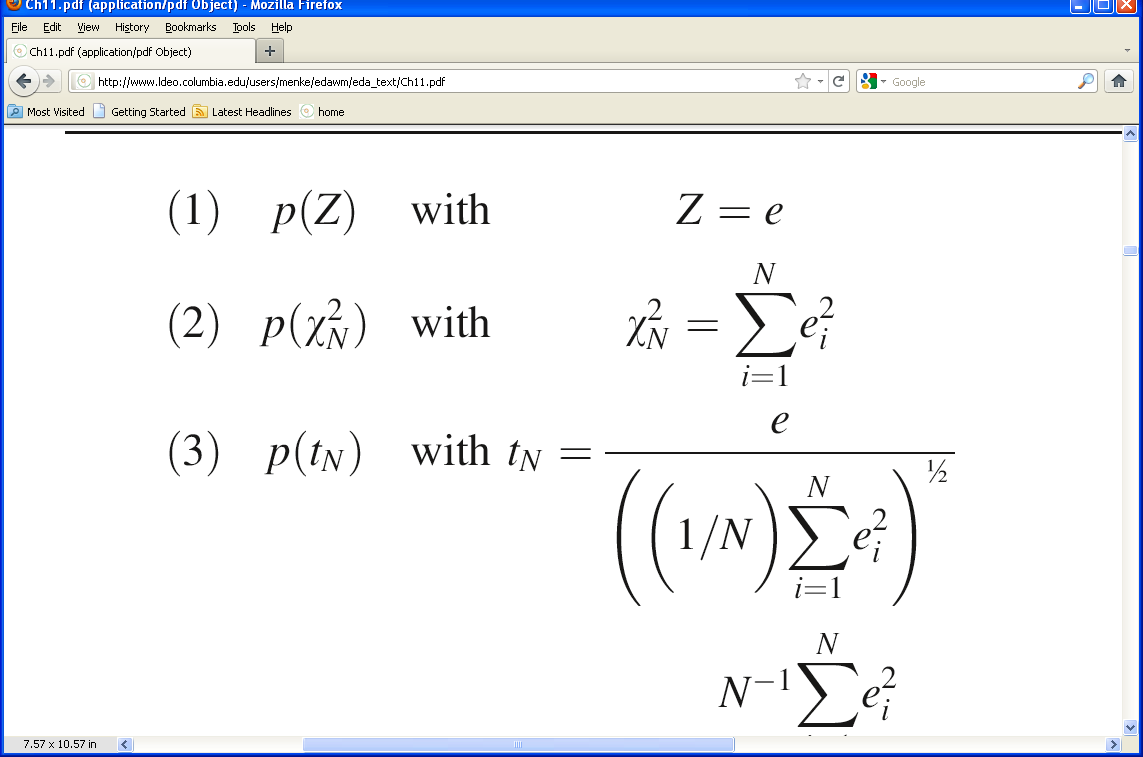 Ch11.pdf (application/pdf Object) - Mozilla Firefox
File Edit View History Bookmarks Tools Help
Ch11.pdf (application/pdf Object) +
http://www.ldeo.columbia.edu/users/menke/edawm/eda_text/Ch11.pdf Google
Most Visited Getting Started Latest Headlines home
(1) p(Z) with Z = e
(2) p(χ²_N) with χ²_N = ∑_{i=1}^{N} e_i²
(3) p(t_N) with t_N = e / ((1/N) ∑_{i=1}^{N} e_i²)^½
N⁻¹ ∑^{N} e_i²
7.57 x 10.57 in